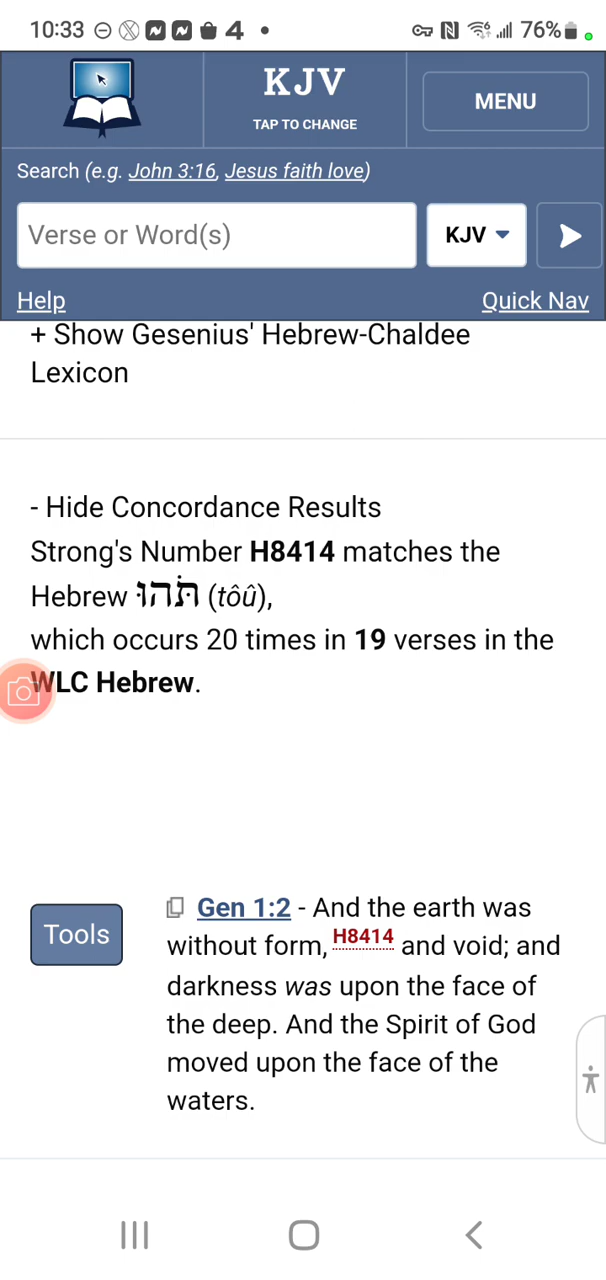 10:33 4 76%
KJV
TAP TO CHANGE
MENU
Search (e.g. John 3:16, Jesus faith love)
Verse or Word(s)
KJV
Help
Quick Nav
+ Show Gesenius' Hebrew-Chaldee
Lexicon
- Hide Concordance Results
Strong's Number H8414 matches the
Hebrew תֹּהוּ (tôû),
which occurs 20 times in 19 verses in the
WLC Hebrew.
Tools
Gen 1:2 - And the earth was
without form, H8414 and void; and
darkness was upon the face of
the deep. And the Spirit of God
moved upon the face of the
waters.